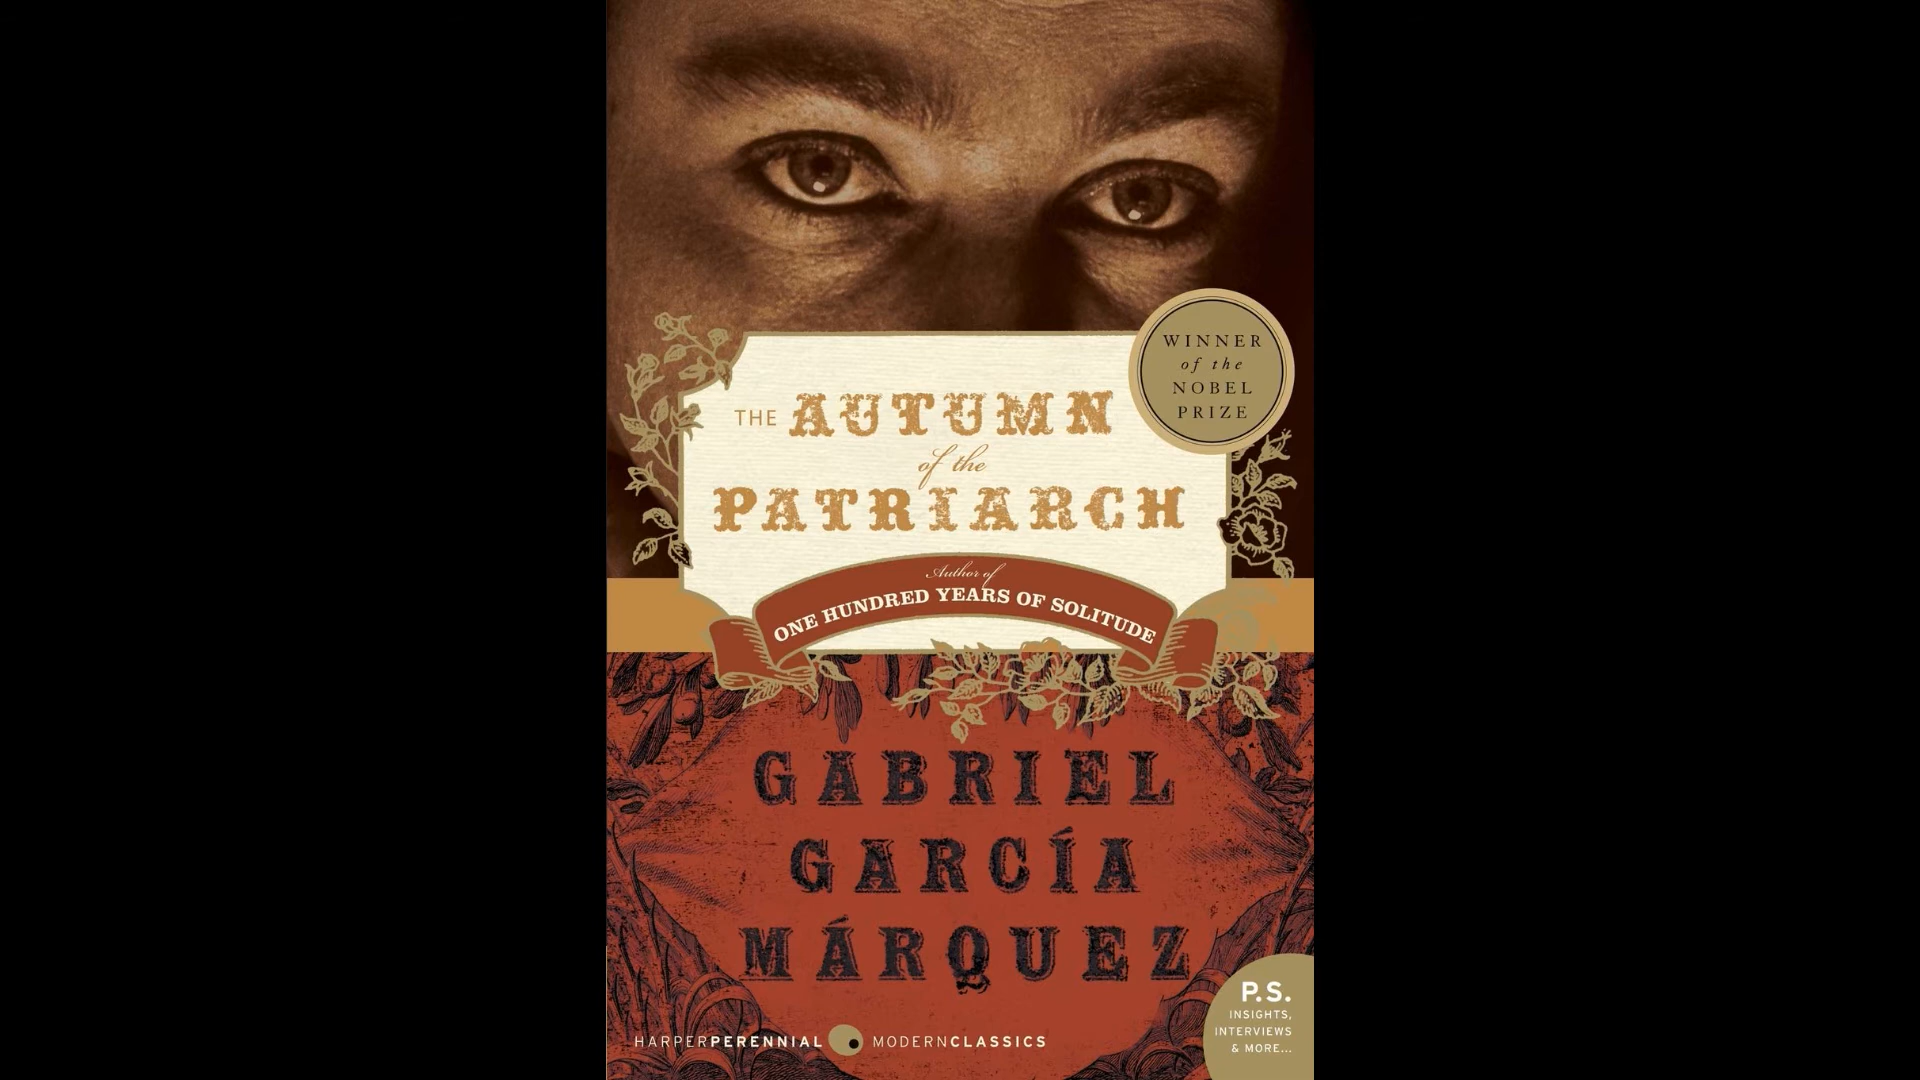 WINNER
of the
NOBEL
PRIZE
THE AUTUMN
of the
PATRIARCH
Author of
ONE HUNDRED YEARS OF SOLITUDE
GABRIEL
GARCÍA
MÁRQUEZ
HARPERPERENNIAL MODERNCLASSICS
P.S.
INSIGHTS,
INTERVIEWS
& MORE...